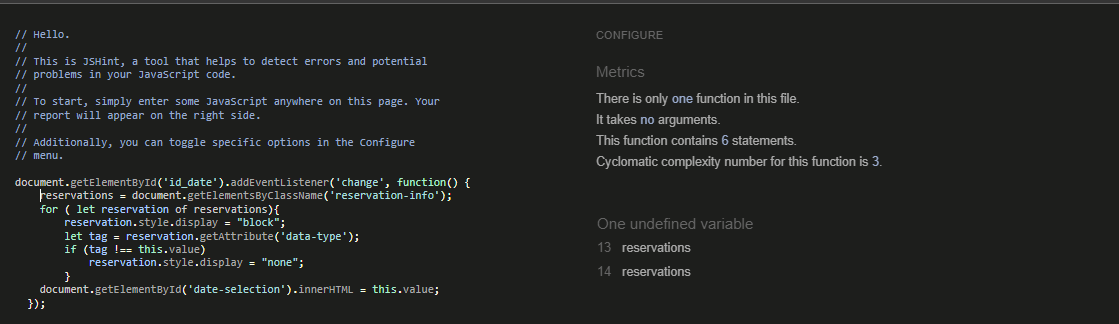 // Hello.
//
// This is JSHint, a tool that helps to detect errors and potential
// problems in your JavaScript code.
//
// To start, simply enter some JavaScript anywhere on this page. Your
// report will appear on the right side.
//
// Additionally, you can toggle specific options in the Configure
// menu.
document.getElementById('id_date').addEventListener('change', function() {
    reservations = document.getElementsByClassName('reservation-info');
    for ( let reservation of reservations){
        reservation.style.display = "block";
        let tag = reservation.getAttribute('data-type');
        if (tag !== this.value)
            reservation.style.display = "none";
        }
    document.getElementById('date-selection').innerHTML = this.value;
  });
CONFIGURE
Metrics
There is only one function in this file.
It takes no arguments.
This function contains 6 statements.
Cyclomatic complexity number for this function is 3.
One undefined variable
13 reservations
14 reservations